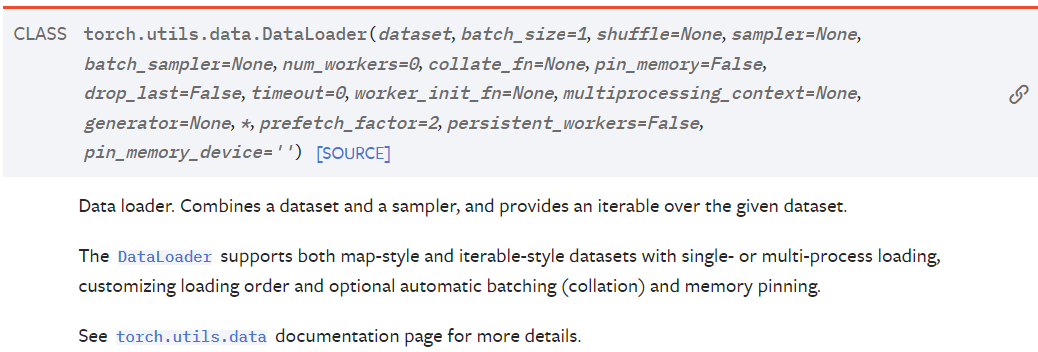 CLASS torch.utils.data.DataLoader(dataset, batch_size=1, shuffle=None, sampler=None,
batch_sampler=None, num_workers=0, collate_fn=None, pin_memory=False,
drop_last=False, timeout=0, worker_init_fn=None, multiprocessing_context=None,
generator=None, *, prefetch_factor=2, persistent_workers=False,
pin_memory_device='') [SOURCE]
Data loader. Combines a dataset and a sampler, and provides an iterable over the given dataset.
The DataLoader supports both map-style and iterable-style datasets with single- or multi-process loading,
customizing loading order and optional automatic batching (collation) and memory pinning.
See torch.utils.data documentation page for more details.